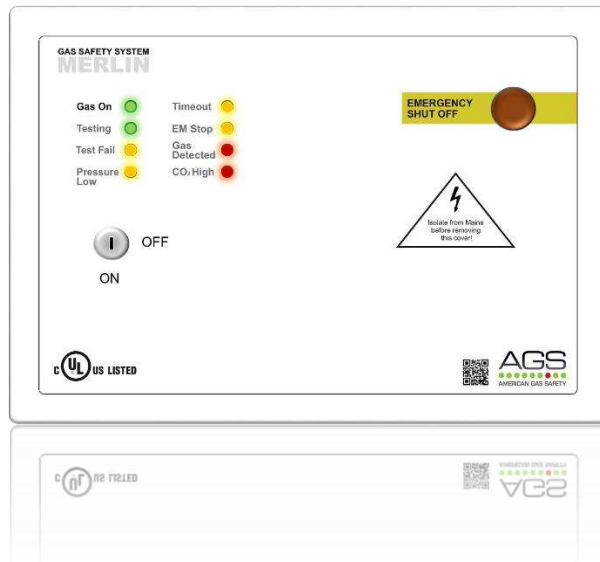 GAS SAFETY SYSTEM
MERLIN
Gas On
Testing
Test Fail
Pressure
Low
Timeout
EM Stop
Gas
Detected
CO₂ High
EMERGENCY
SHUT OFF
Isolate from Mains
before removing
this cover!
OFF
ON
C UL US LISTED
AGS
AMERICAN GAS SAFETY